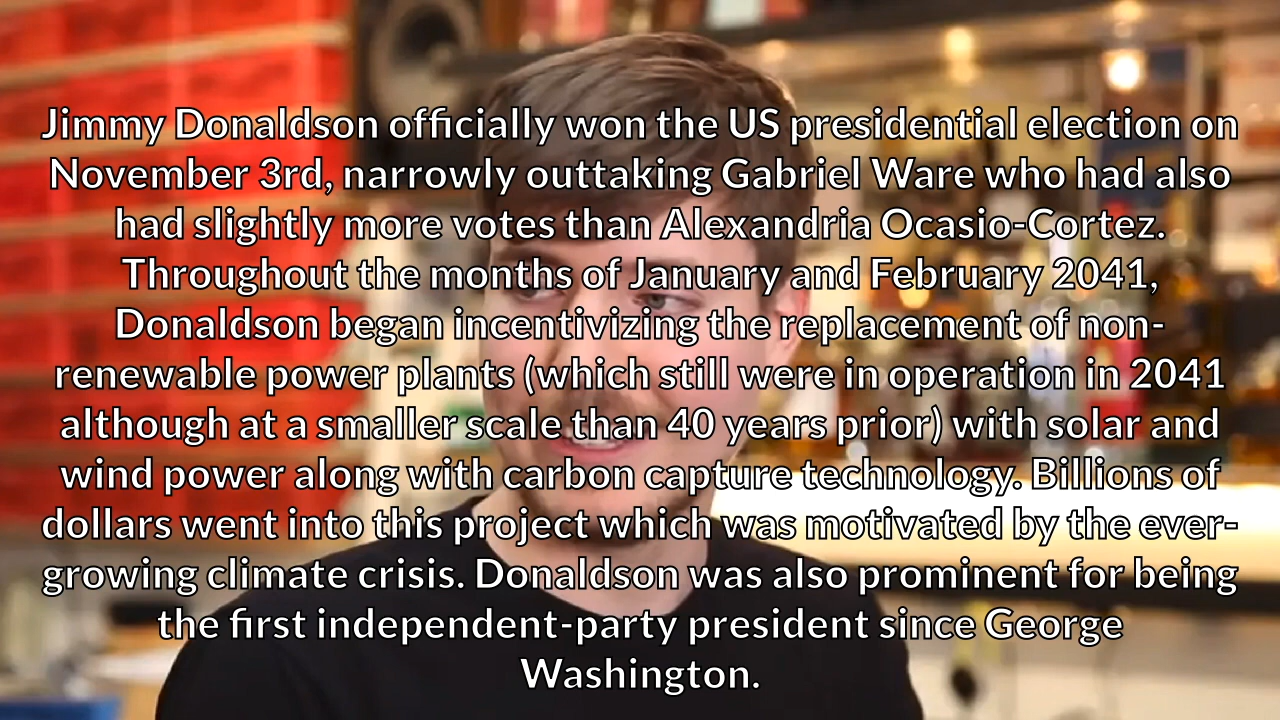 Jimmy Donaldson officially won the US presidential election on
November 3rd, narrowly outtaking Gabriel Ware who had also
had slightly more votes than Alexandria Ocasio-Cortez.
Throughout the months of January and February 2041,
Donaldson began incentivizing the replacement of non-
renewable power plants (which still were in operation in 2041
although at a smaller scale than 40 years prior) with solar and
wind power along with carbon capture technology. Billions of
dollars went into this project which was motivated by the ever-
growing climate crisis. Donaldson was also prominent for being
the first independent-party president since George
Washington.